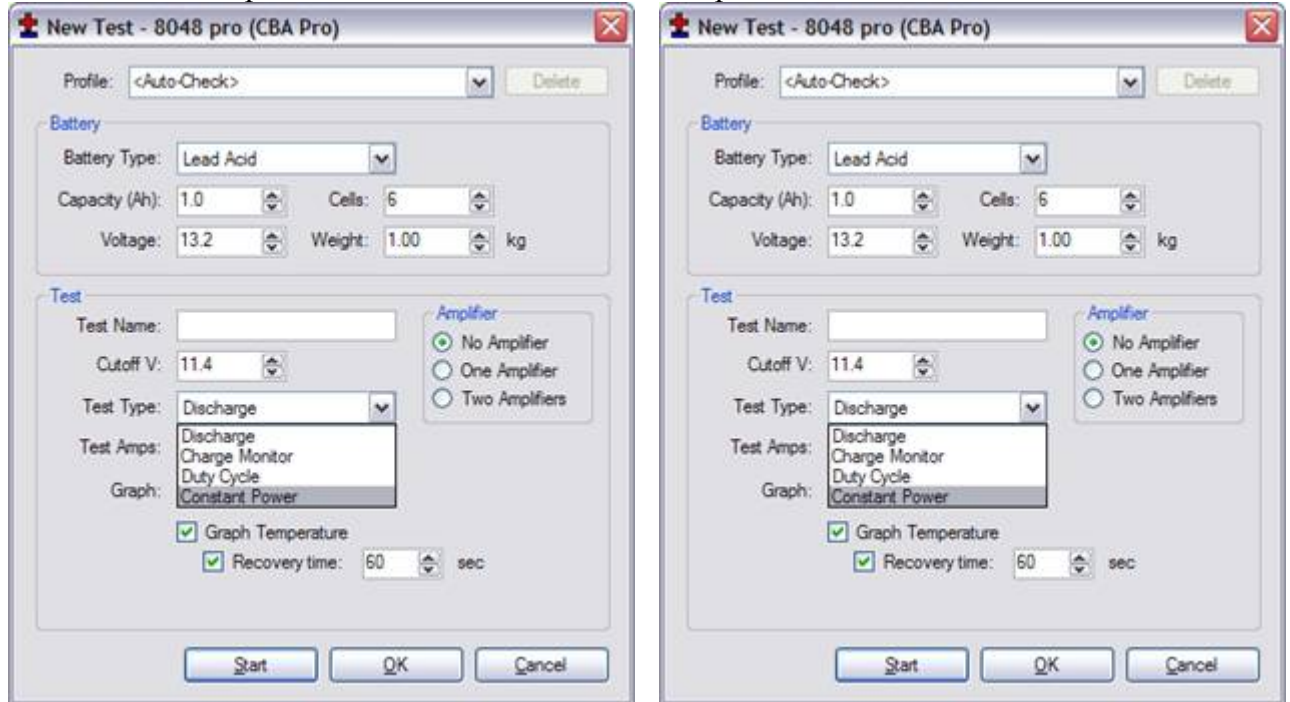 New Test - 8048 pro (CBA Pro)
Profile: <Auto-Check> Delete
Battery
Battery Type: Lead Acid
Capacity (Ah): 1.0 Cells: 6
Voltage: 13.2 Weight: 1.00 kg
Test
Test Name:
Amplifier
No Amplifier
One Amplifier
Two Amplifiers
Cutoff V: 11.4
Test Type: Discharge
Discharge
Charge Monitor
Duty Cycle
Constant Power
Test Amps:
Graph:
Graph Temperature
Recovery time: 60 sec
Start OK Cancel
New Test - 8048 pro (CBA Pro)
Profile: <Auto-Check> Delete
Battery
Battery Type: Lead Acid
Capacity (Ah): 1.0 Cells: 6
Voltage: 13.2 Weight: 1.00 kg
Test
Test Name:
Amplifier
No Amplifier
One Amplifier
Two Amplifiers
Cutoff V: 11.4
Test Type: Discharge
Discharge
Charge Monitor
Duty Cycle
Constant Power
Test Amps:
Graph:
Graph Temperature
Recovery time: 60 sec
Start OK Cancel